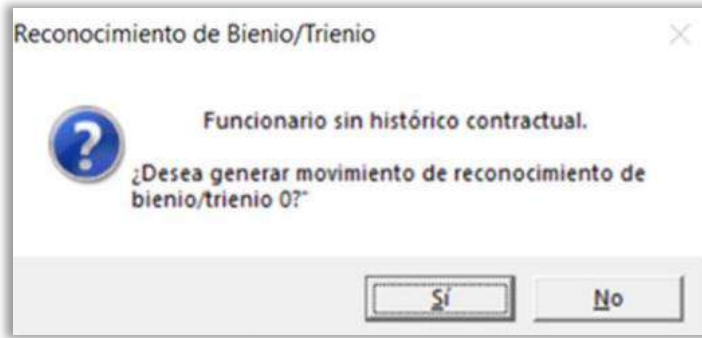 Reconocimiento de Bienio/Trienio
Funcionario sin histórico contractual.
¿Desea generar movimiento de reconocimiento de
bienio/trienio 0?"
Sí
No